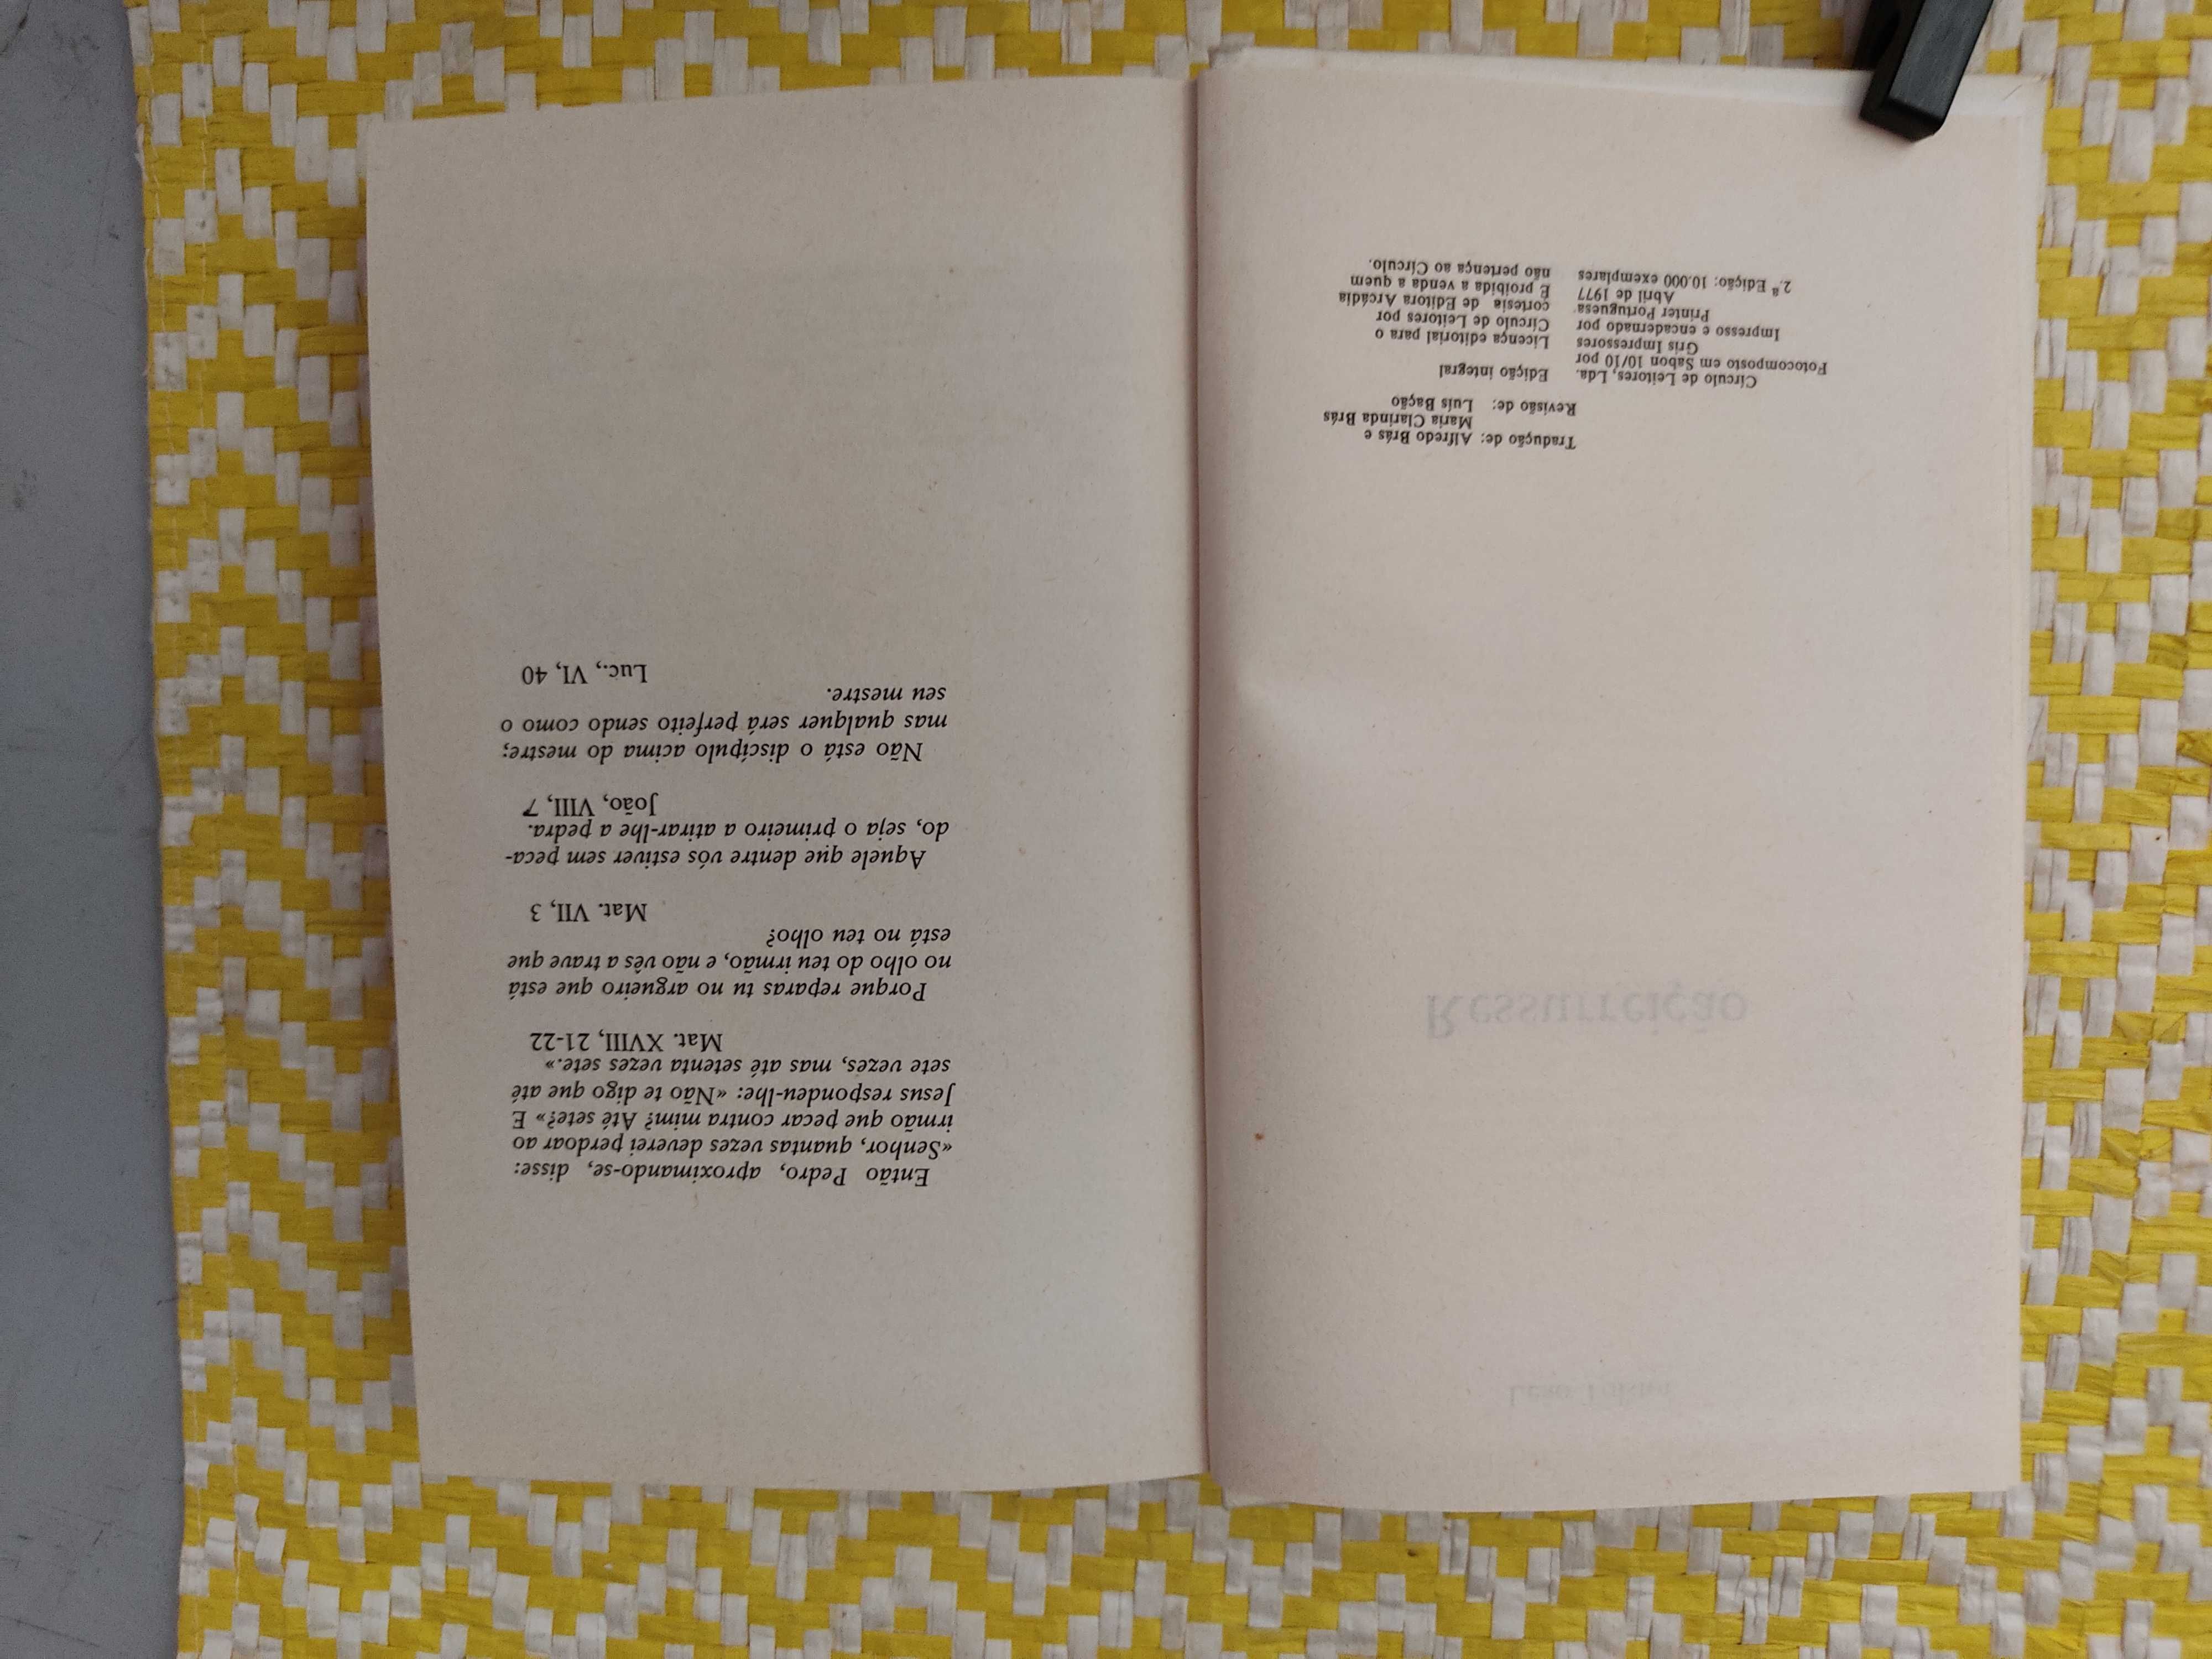 Tradução de: Alfredo Brás e
Maria Clarinda Brás
Revisão de: Luís Bação
Círculo de Leitores, Lda.
Fotocomposto em Sabon 10/10 por
Gris Impressores
Impresso e encadernado por
Printer Portuguesa
Abril de 1977
2.ª Edição: 10.000 exemplares
Edição integral
Licença editorial para o
Círculo de Leitores por
cortesia de Editora Arcádia
É proibida a venda a quem
não pertença ao Círculo.
Ressurreição
Então Pedro, aproximando-se, disse:
«Senhor, quantas vezes deverei perdoar ao
irmão que pecar contra mim? Até sete?» E
Jesus respondeu-lhe: «Não te digo que até
sete vezes, mas até setenta vezes sete.»
Mat. XVIII, 21-22
Porque reparas tu no argueiro que está
no olho do teu irmão, e não vês a trave que
está no teu olho?
Mat. VII, 3
Aquele que dentre vós estiver sem peca-
do, seja o primeiro a atirar-lhe a pedra.
João, VIII, 7
Não está o discípulo acima do mestre;
mas qualquer será perfeito sendo como o
seu mestre.
Luc., VI, 40